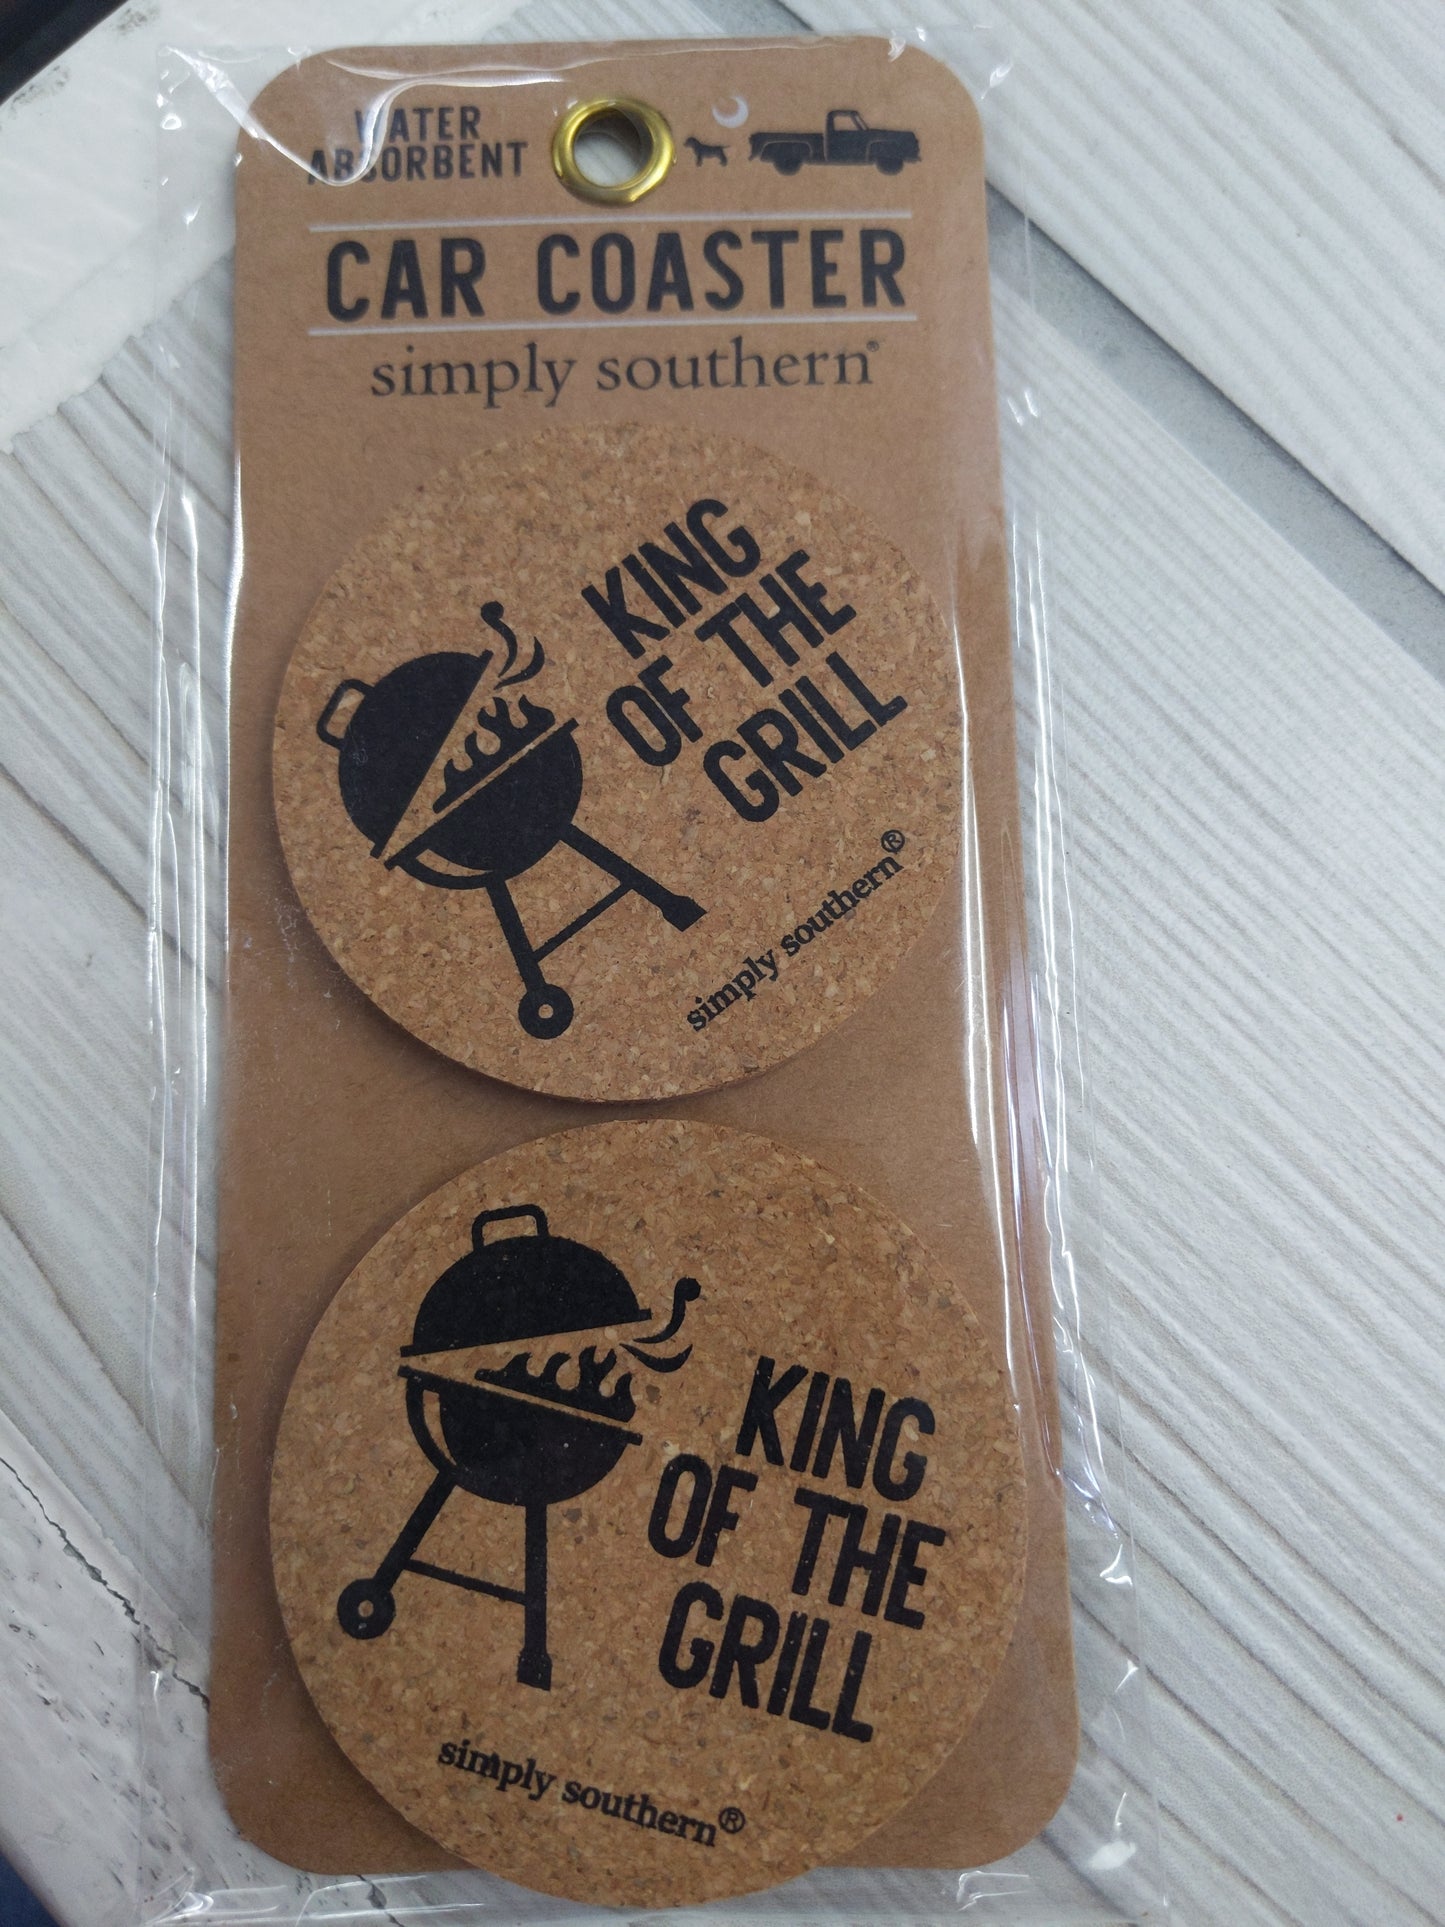 WATER
ABSORBENT
CAR COASTER
simply southern®
KING
OF THE
GRILL
simply southern®
KING
OF THE
GRILL
simply southern®